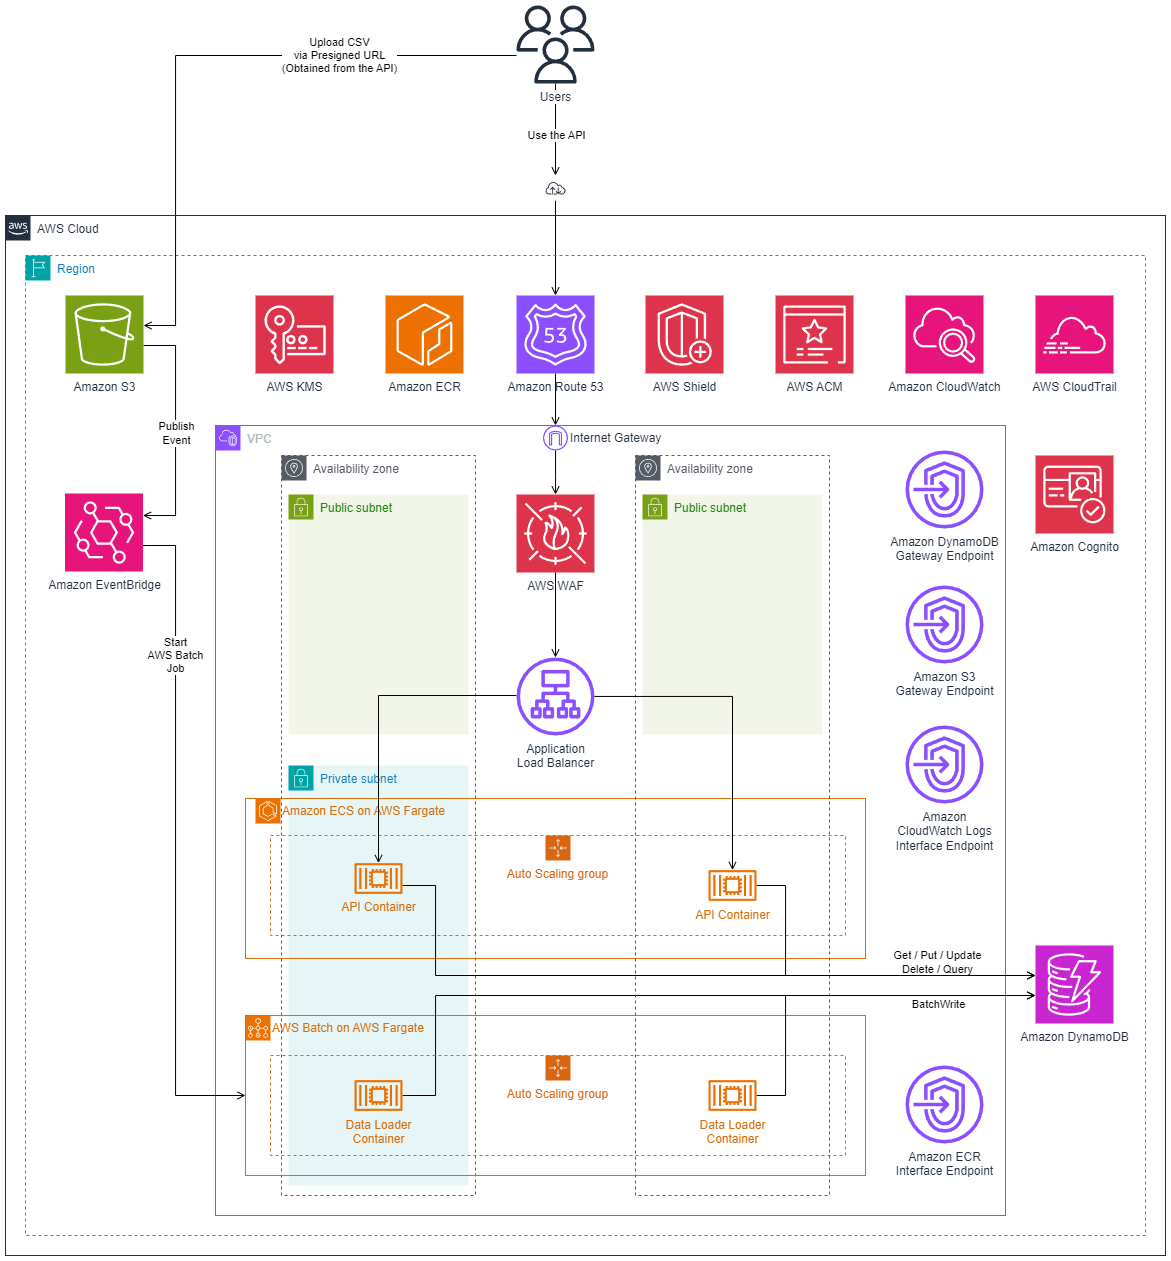 Upload CSV
via Presigned URL
(Obtained from the API)
Users
Use the API
aws
AWS Cloud
Region
Amazon S3
AWS KMS
Amazon ECR
53
Amazon Route 53
AWS Shield
AWS ACM
Amazon CloudWatch
AWS CloudTrail
Publish
Event
VPC
Internet Gateway
Availability zone
Availability zone
Public subnet
Public subnet
Amazon DynamoDB
Gateway Endpoint
Amazon Cognito
Amazon EventBridge
AWS WAF
Start
AWS Batch
Job
Amazon S3
Gateway Endpoint
Application
Load Balancer
Private subnet
Amazon ECS on AWS Fargate
Amazon
CloudWatch Logs
Interface Endpoint
Auto Scaling group
API Container
API Container
Get / Put / Update
Delete / Query
BatchWrite
Amazon DynamoDB
AWS Batch on AWS Fargate
Auto Scaling group
Data Loader
Container
Data Loader
Container
Amazon ECR
Interface Endpoint